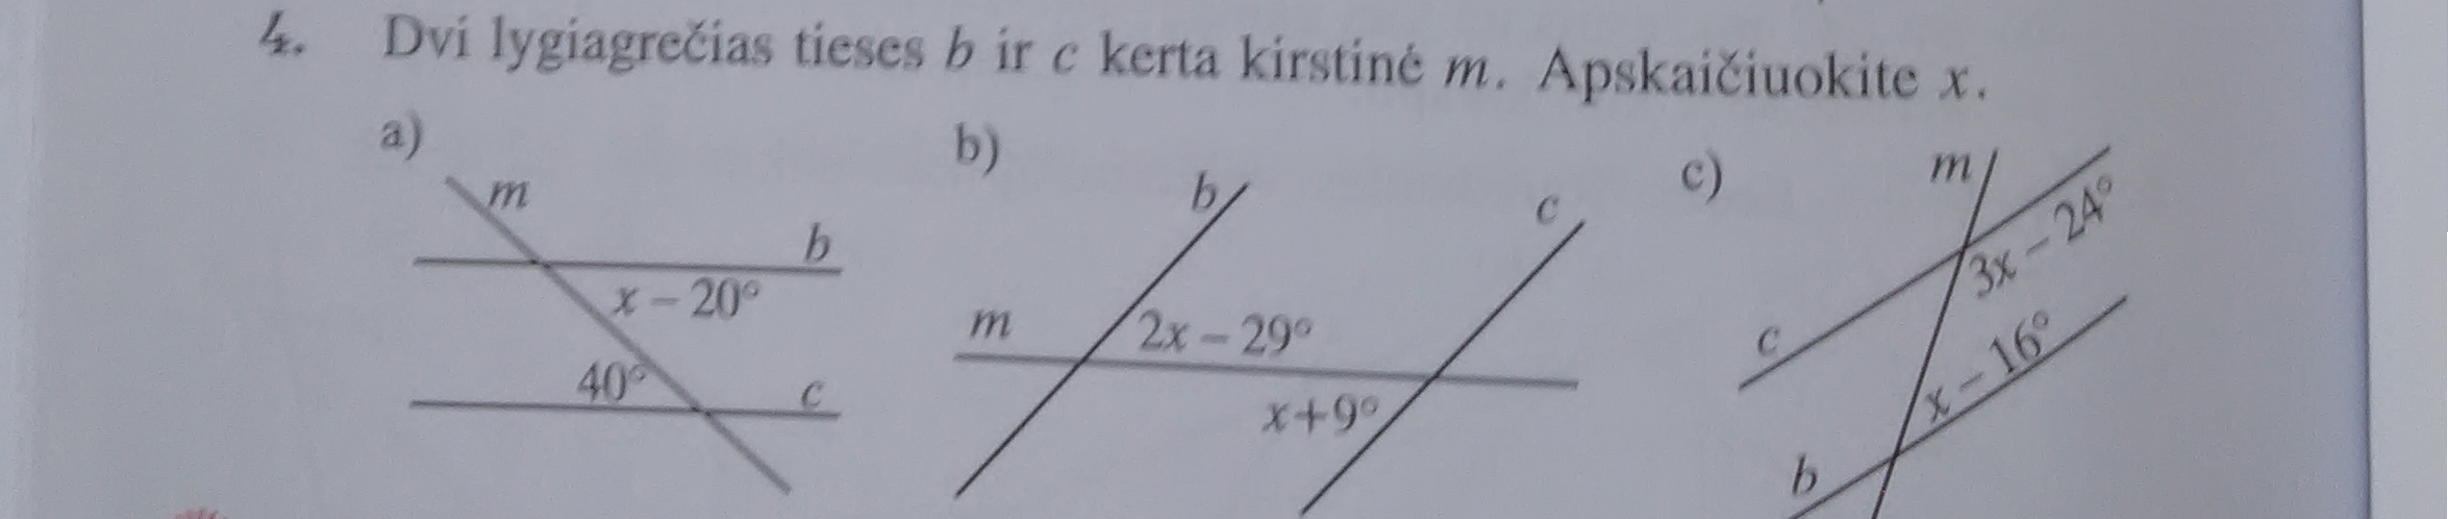 4. Dvi lygiagrečias tieses b ir c kerta kirstinė m. Apskaičiuokite x.
a)
m
b
x – 20°
40°
c
b)
b
c
m
2x – 29°
x+9°
c)
m
3x – 24°
c
x – 16°
b